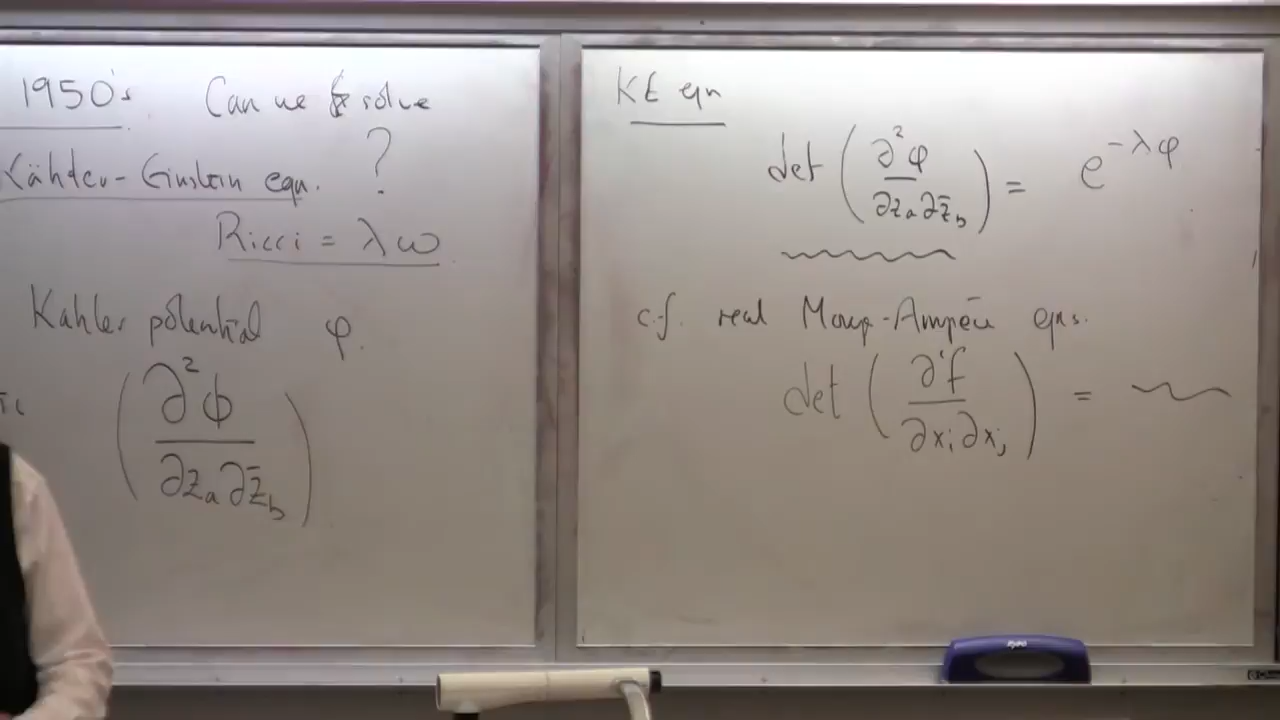 1950's Can we solve
Kähler-Einstein eqn. ?
Ricci = λω
Kahler potential φ.
(∂²ϕ / ∂z_a ∂z̄_b)
KE eqn
det (∂²φ / ∂z_a ∂z̄_b) = e^{-λφ}
c.f. real Monge-Ampère eqns.
det (∂²f / ∂x_i ∂x_j) =
expo